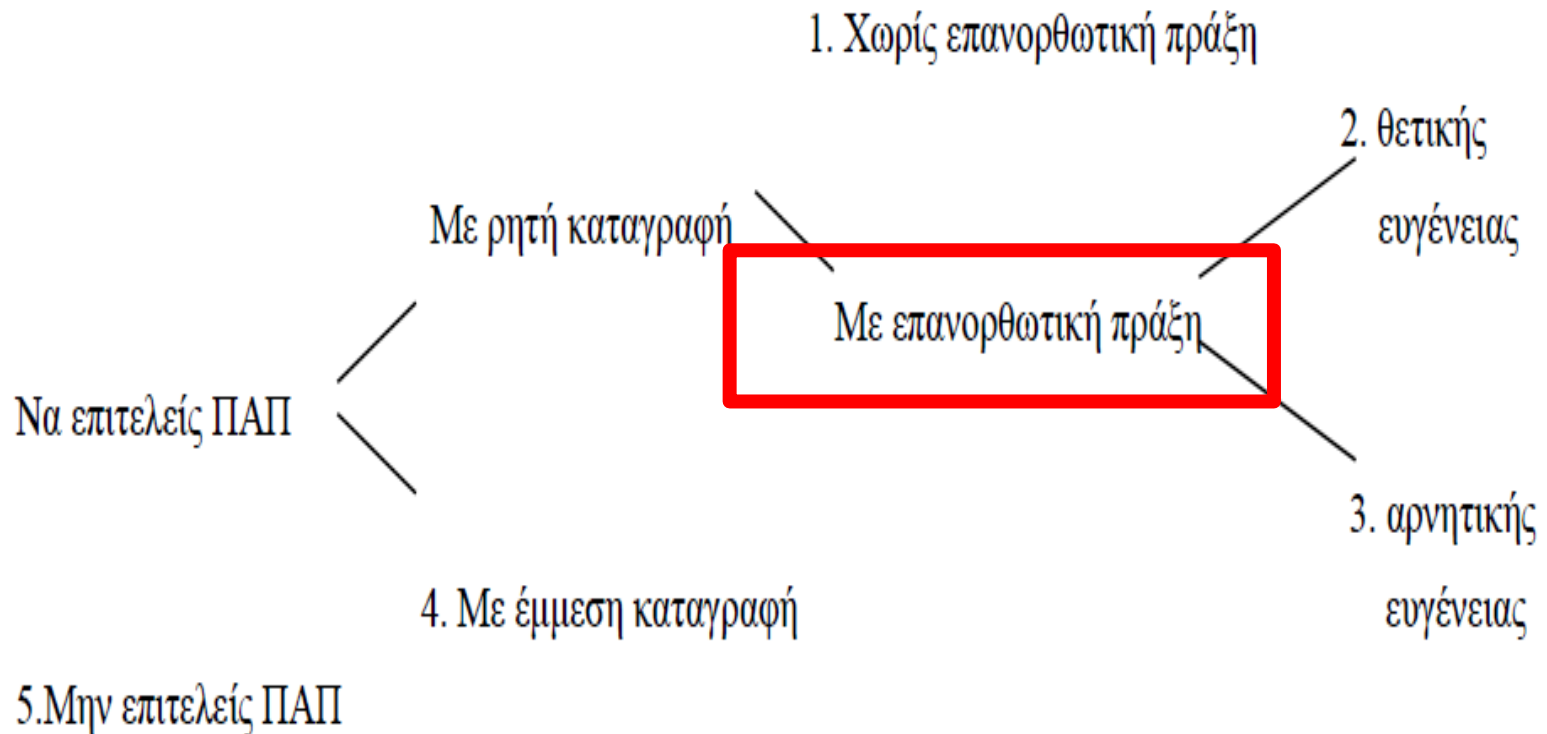 1. Χωρίς επανορθωτική πράξη
2. θετικής
Με ρητή καταγραφή
ευγένειας
Με επανορθωτική πράξη
Να επιτελείς ΠΑΠ
3. αρνητικής
4. Με έμμεση καταγραφή
ευγένειας
5.Μην επιτελείς ΠΑΠ